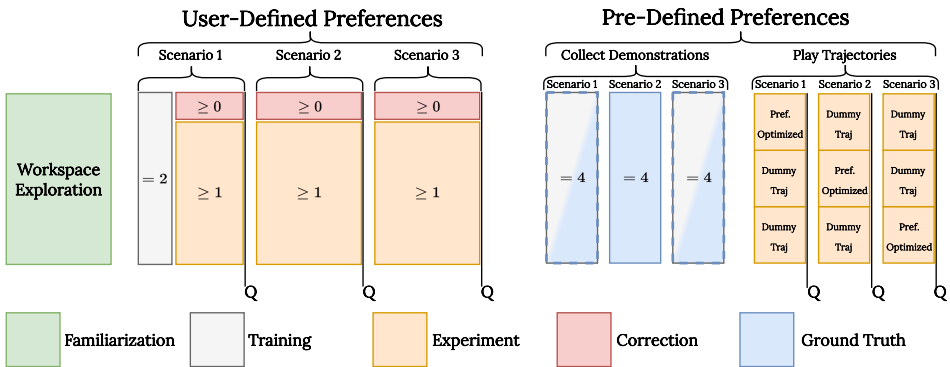 User-Defined Preferences
Pre-Defined Preferences
Scenario 1
Scenario 2
Scenario 3
Collect Demonstrations
Play Trajectories
Scenario 1
Scenario 2
Scenario 3
Scenario 1
Scenario 2
Scenario 3
Workspace
Exploration
= 2
≥ 0
≥ 1
≥ 0
≥ 1
≥ 0
≥ 1
= 4
= 4
= 4
Pref.
Optimized
Dummy
Traj
Dummy
Traj
Dummy
Traj
Pref.
Optimized
Dummy
Traj
Dummy
Traj
Dummy
Traj
Pref.
Optimized
Q
Q
Q
Q
Q
Q
Familiarization
Training
Experiment
Correction
Ground Truth